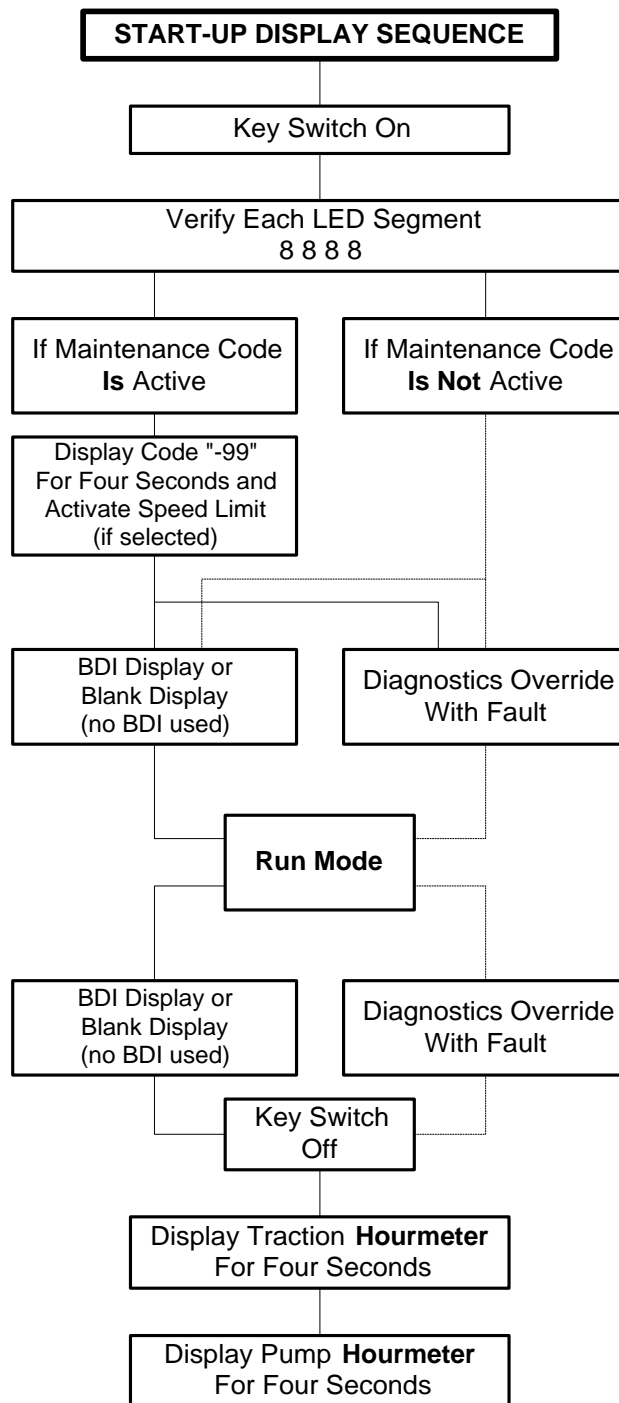 START-UP DISPLAY SEQUENCE
Key Switch On
Verify Each LED Segment
8 8 8 8
If Maintenance Code
Is Active
If Maintenance Code
Is Not Active
Display Code "-99"
For Four Seconds and
Activate Speed Limit
(if selected)
BDI Display or
Blank Display
(no BDI used)
Diagnostics Override
With Fault
Run Mode
BDI Display or
Blank Display
(no BDI used)
Diagnostics Override
With Fault
Key Switch
Off
Display Traction Hourmeter
For Four Seconds
Display Pump Hourmeter
For Four Seconds